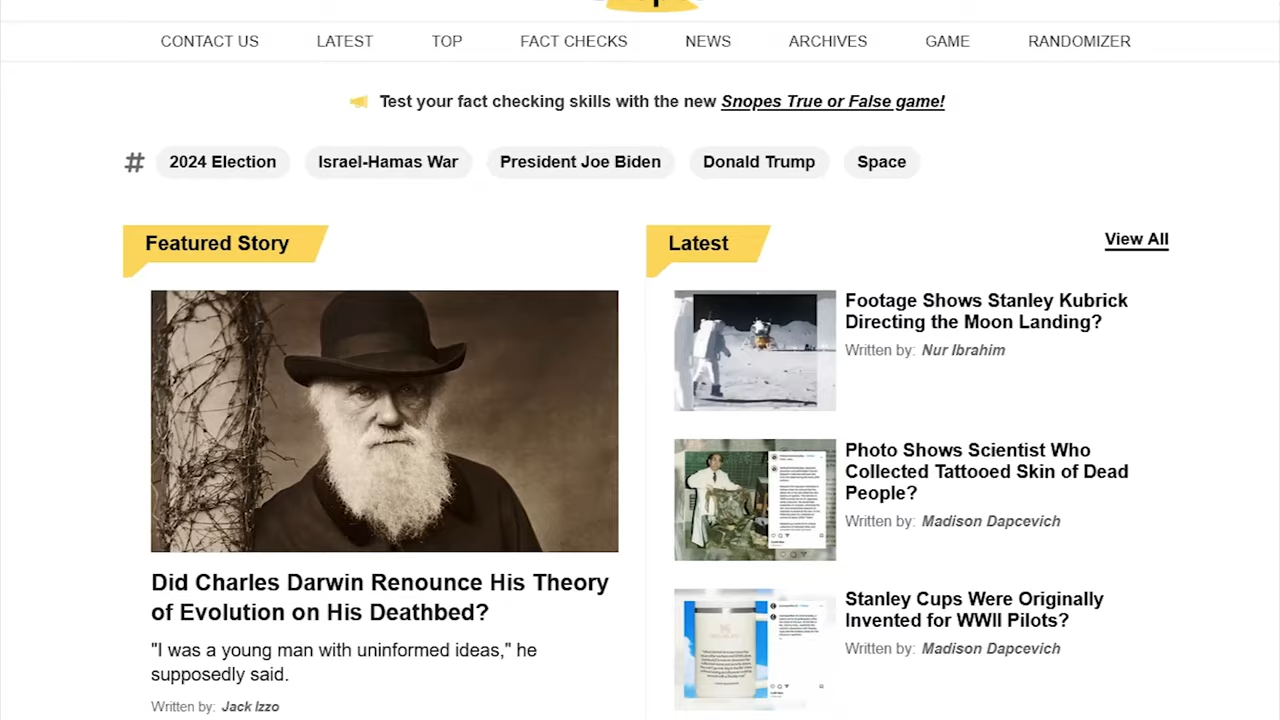 CONTACT US LATEST TOP FACT CHECKS NEWS ARCHIVES GAME RANDOMIZER
Test your fact checking skills with the new Snopes True or False game!
# 2024 Election Israel-Hamas War President Joe Biden Donald Trump Space
Featured Story
Did Charles Darwin Renounce His Theory
of Evolution on His Deathbed?
"I was a young man with uninformed ideas," he
supposedly said.
Written by: Jack Izzo
Latest
View All
Footage Shows Stanley Kubrick
Directing the Moon Landing?
Written by: Nur Ibrahim
Photo Shows Scientist Who
Collected Tattooed Skin of Dead
People?
Written by: Madison Dapcevich
Stanley Cups Were Originally
Invented for WWII Pilots?
Written by: Madison Dapcevich